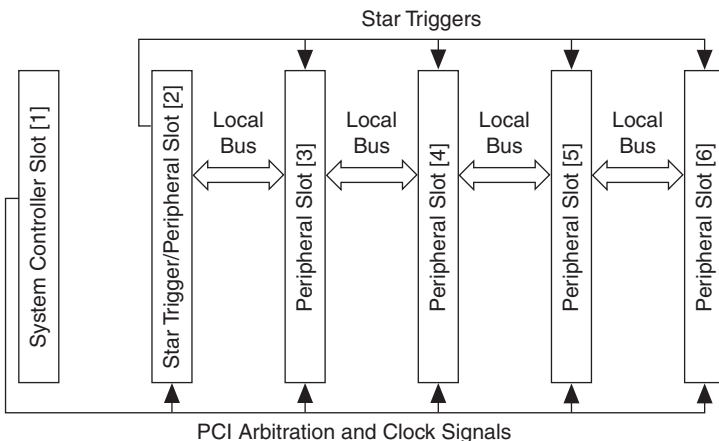 Star Triggers
System Controller Slot [1]
Star Trigger/Peripheral Slot [2]
Local
Bus
Peripheral Slot [3]
Local
Bus
Peripheral Slot [4]
Local
Bus
Peripheral Slot [5]
Local
Bus
Peripheral Slot [6]
PCI Arbitration and Clock Signals